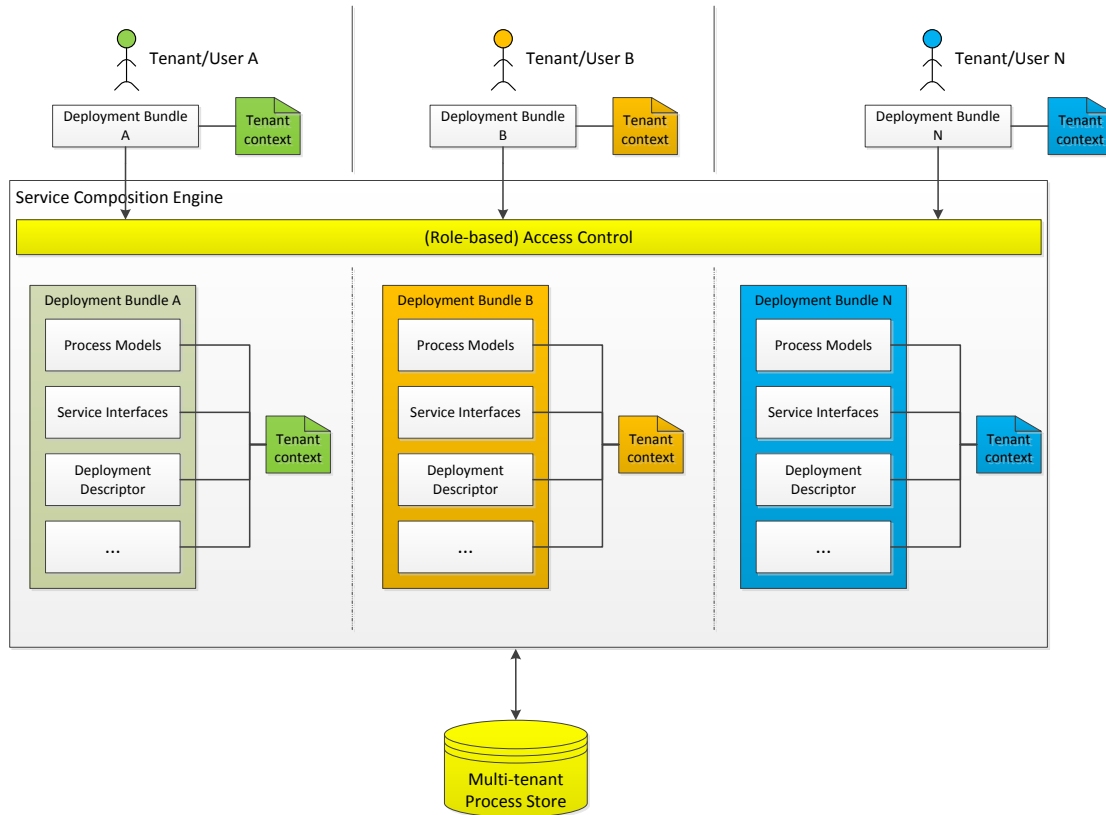 Tenant/User A
Tenant/User B
Tenant/User N
Deployment Bundle
A
Tenant
context
Deployment Bundle
B
Tenant
context
Deployment Bundle
N
Tenant
context
Service Composition Engine
(Role-based) Access Control
Deployment Bundle A
Process Models
Service Interfaces
Deployment
Descriptor
...
Tenant
context
Deployment Bundle B
Process Models
Service Interfaces
Deployment
Descriptor
...
Tenant
context
Deployment Bundle N
Process Models
Service Interfaces
Deployment
Descriptor
...
Tenant
context
Multi-tenant
Process Store